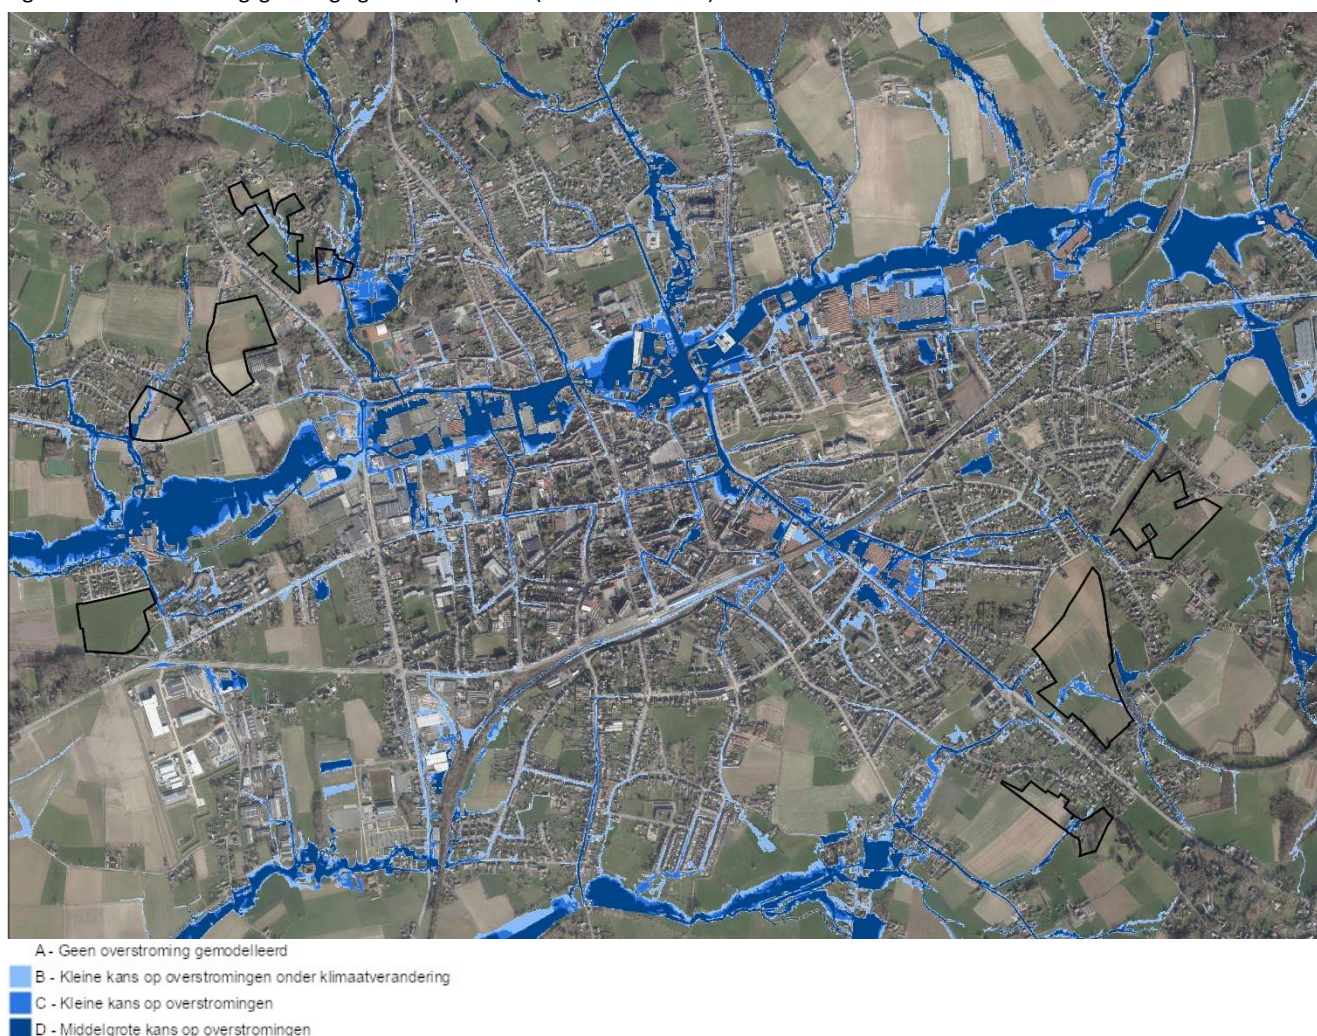 A - Geen overstroming gemodelleerd
B - Kleine kans op overstromingen onder klimaatverandering
C - Kleine kans op overstromingen
D - Middelgrote kans op overstromingen